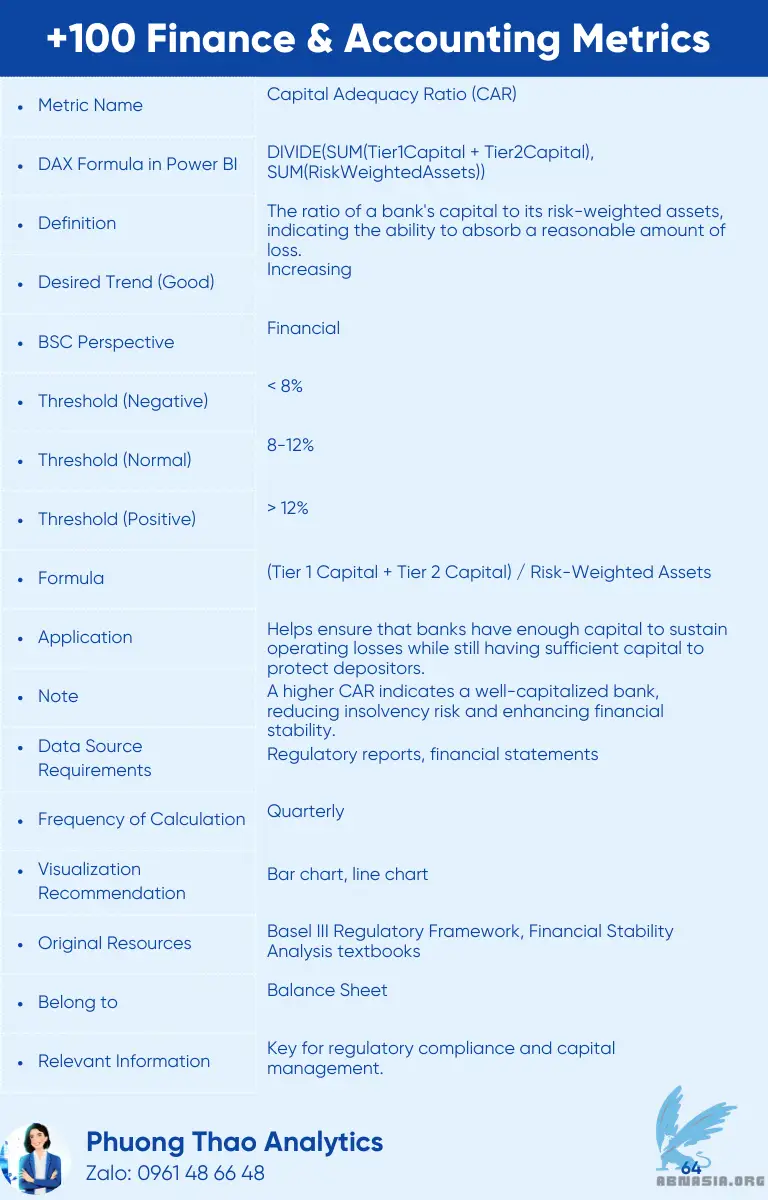 +100 Finance & Accounting Metrics
• Metric Name
Capital Adequacy Ratio (CAR)
• DAX Formula in Power BI
DIVIDE(SUM(Tier1Capital + Tier2Capital),
SUM(RiskWeightedAssets))
• Definition
The ratio of a bank's capital to its risk-weighted assets,
indicating the ability to absorb a reasonable amount of
loss.
• Desired Trend (Good)
Increasing
• BSC Perspective
Financial
• Threshold (Negative)
< 8%
• Threshold (Normal)
8-12%
• Threshold (Positive)
> 12%
• Formula
(Tier 1 Capital + Tier 2 Capital) / Risk-Weighted Assets
• Application
Helps ensure that banks have enough capital to sustain
operating losses while still having sufficient capital to
protect depositors.
• Note
A higher CAR indicates a well-capitalized bank,
reducing insolvency risk and enhancing financial
stability.
• Data Source
Requirements
Regulatory reports, financial statements
• Frequency of Calculation
Quarterly
• Visualization
Recommendation
Bar chart, line chart
• Original Resources
Basel III Regulatory Framework, Financial Stability
Analysis textbooks
• Belong to
Balance Sheet
• Relevant Information
Key for regulatory compliance and capital
management.
Phuong Thao Analytics
Zalo: 0961 48 66 48
64
ABNASIA.ORG